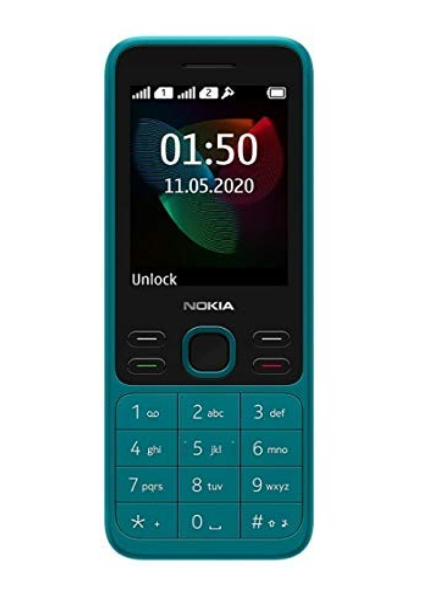 1 2
01:50
11.05.2020
Unlock
NOKIA
1 2 abc 3 def
4 ghi 5 jkl 6 mno
7 pqrs 8 tuv 9 wxyz
* + 0 #